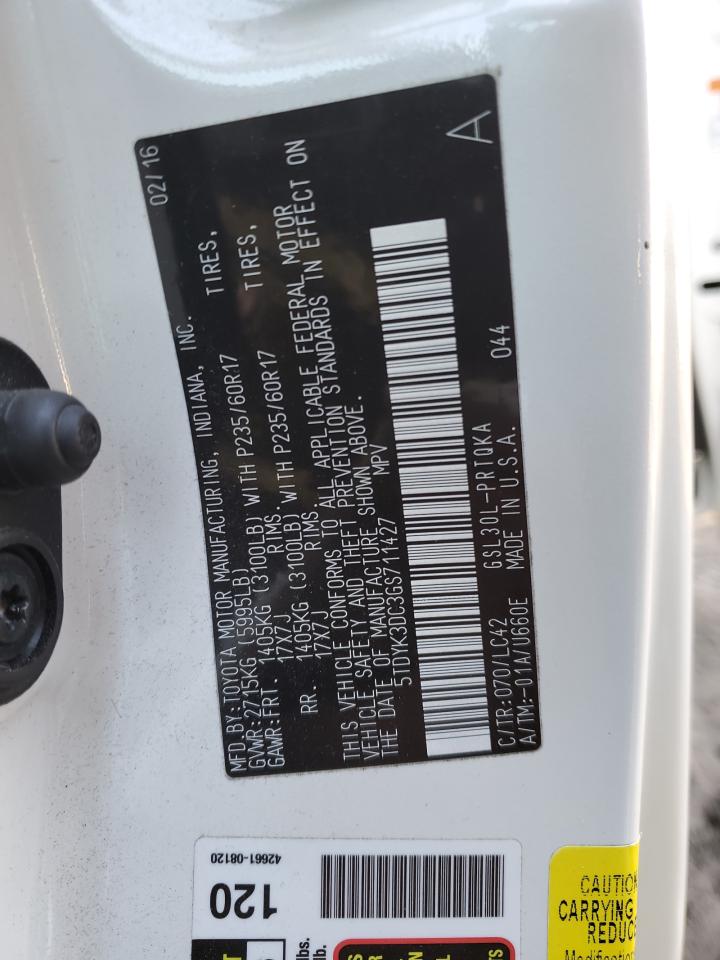 MFD.BY:TOYOTA MOTOR MANUFACTURING, INDIANA, INC. 02/16
GVWR:2715KG (5995LB)
GAWR:FRT. 1405KG (3100LB) WITH P235/60R17 TIRES,
17X7J RIMS.
RR. 1405KG (3100LB) WITH P235/60R17 TIRES,
17X7J RIMS.
THIS VEHICLE CONFORMS TO ALL APPLICABLE FEDERAL MOTOR
VEHICLE SAFETY AND THEFT PREVENTION STANDARDS IN EFFECT ON
THE DATE OF MANUFACTURE SHOWN ABOVE.
5TDYK3DC3GS711427 MPV
A
C/TR:070/LC42 GSL30L-PRTQKA
A/TM:-01A/U660E MADE IN U.S.A. 044
42661-08120
120
lbs.
lb.
CAUTION
CARRYING
REDUC
Modification